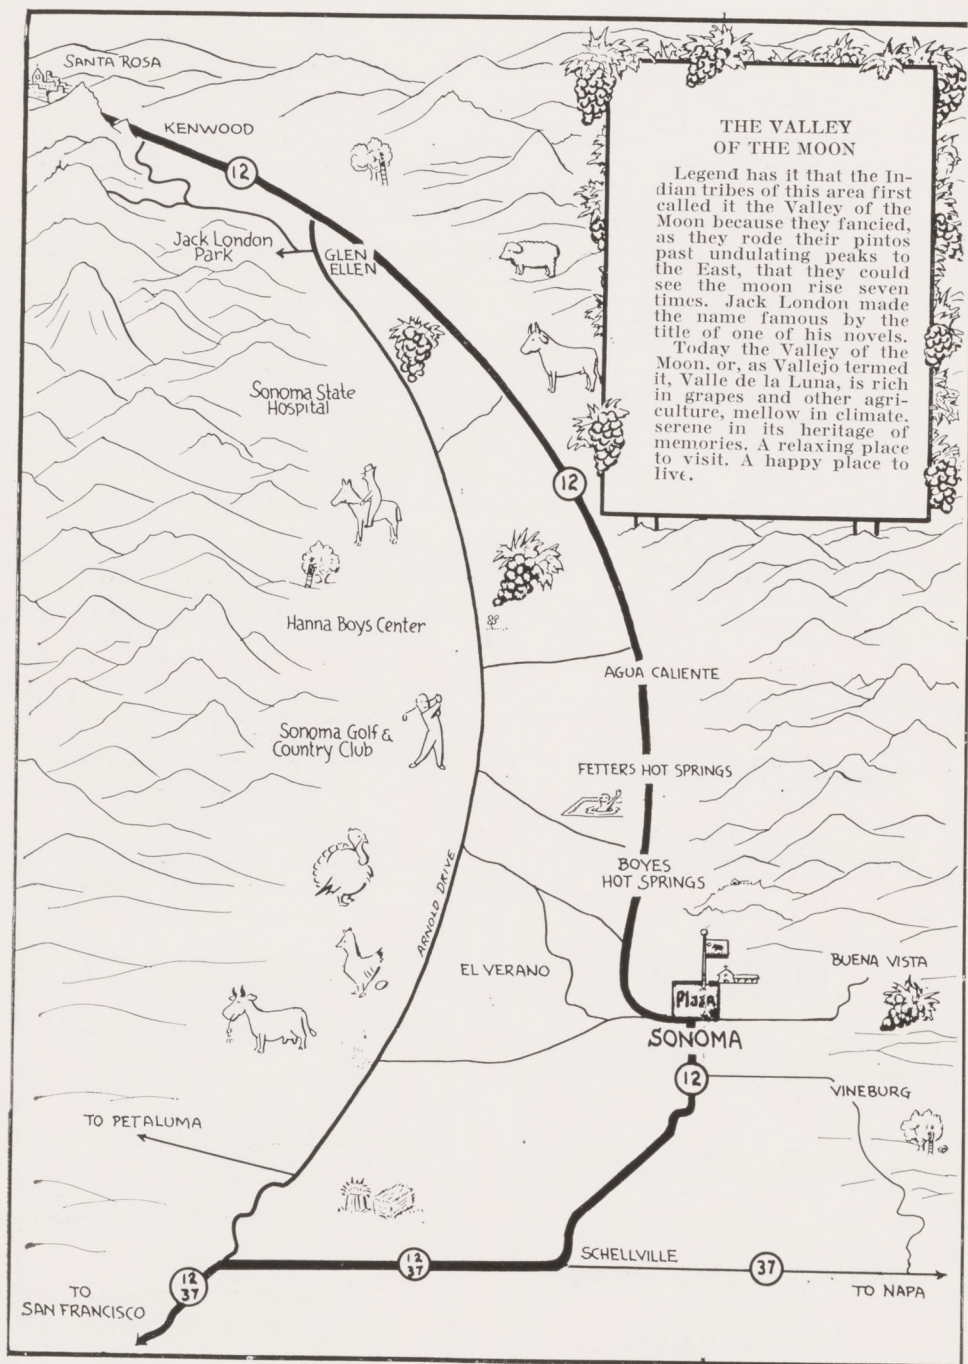 SANTA ROSA
KENWOOD
12
Jack London
Park
GLEN
ELLEN
THE VALLEY
OF THE MOON
Legend has it that the In-
dian tribes of this area first
called it the Valley of the
Moon because they fancied,
as they rode their pintos
past undulating peaks to
the East, that they could
see the moon rise seven
times. Jack London made
the name famous by the
title of one of his novels.
Today the Valley of the
Moon, or, as Vallejo termed
it, Valle de la Luna, is rich
in grapes and other agri-
culture, mellow in climate,
serene in its heritage of
memories. A relaxing place
to visit. A happy place to
live.
Sonoma State
Hospital
12
Hanna Boys Center
AGUA CALIENTE
Sonoma Golf &
Country Club
FETTERS HOT SPRINGS
BOYES
HOT SPRINGS
ARNOLD DRIVE
EL VERANO
BUENA VISTA
Plaza
SONOMA
12
VINEBURG
TO PETALUMA
SCHELLVILLE
12
37
37
12
37
TO
SAN FRANCISCO
TO NAPA